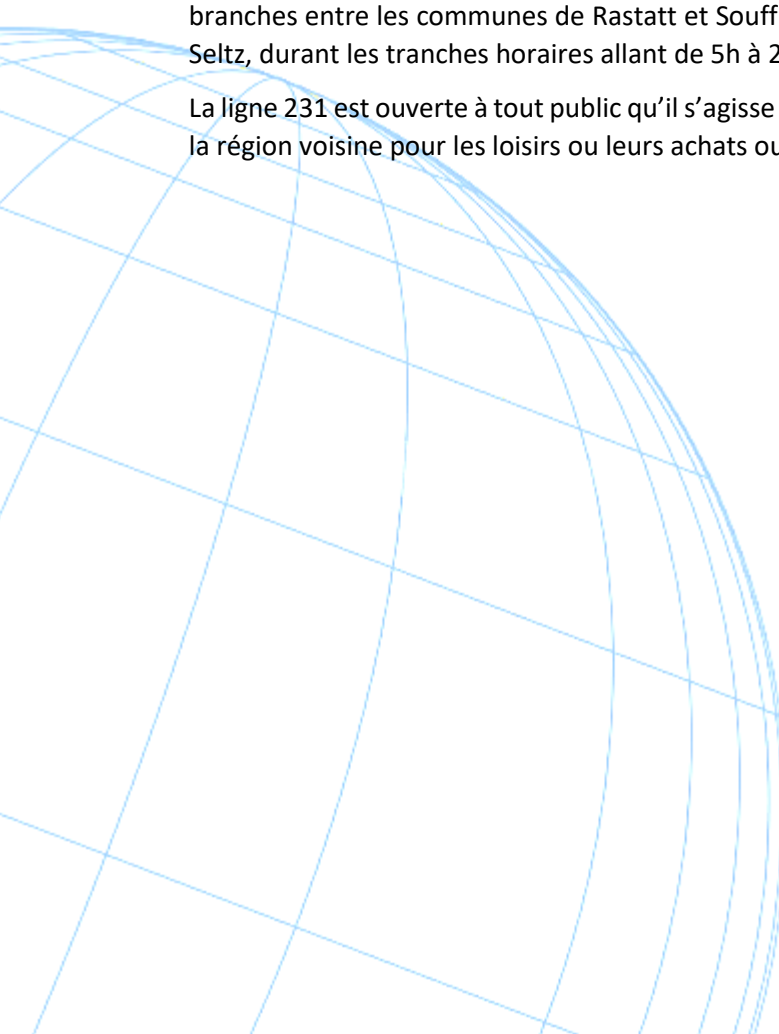 branches entre les communes de Rastatt et Souff
Seltz, durant les tranches horaires allant de 5h à 2
La ligne 231 est ouverte à tout public qu’il s’agisse
la région voisine pour les loisirs ou leurs achats ou